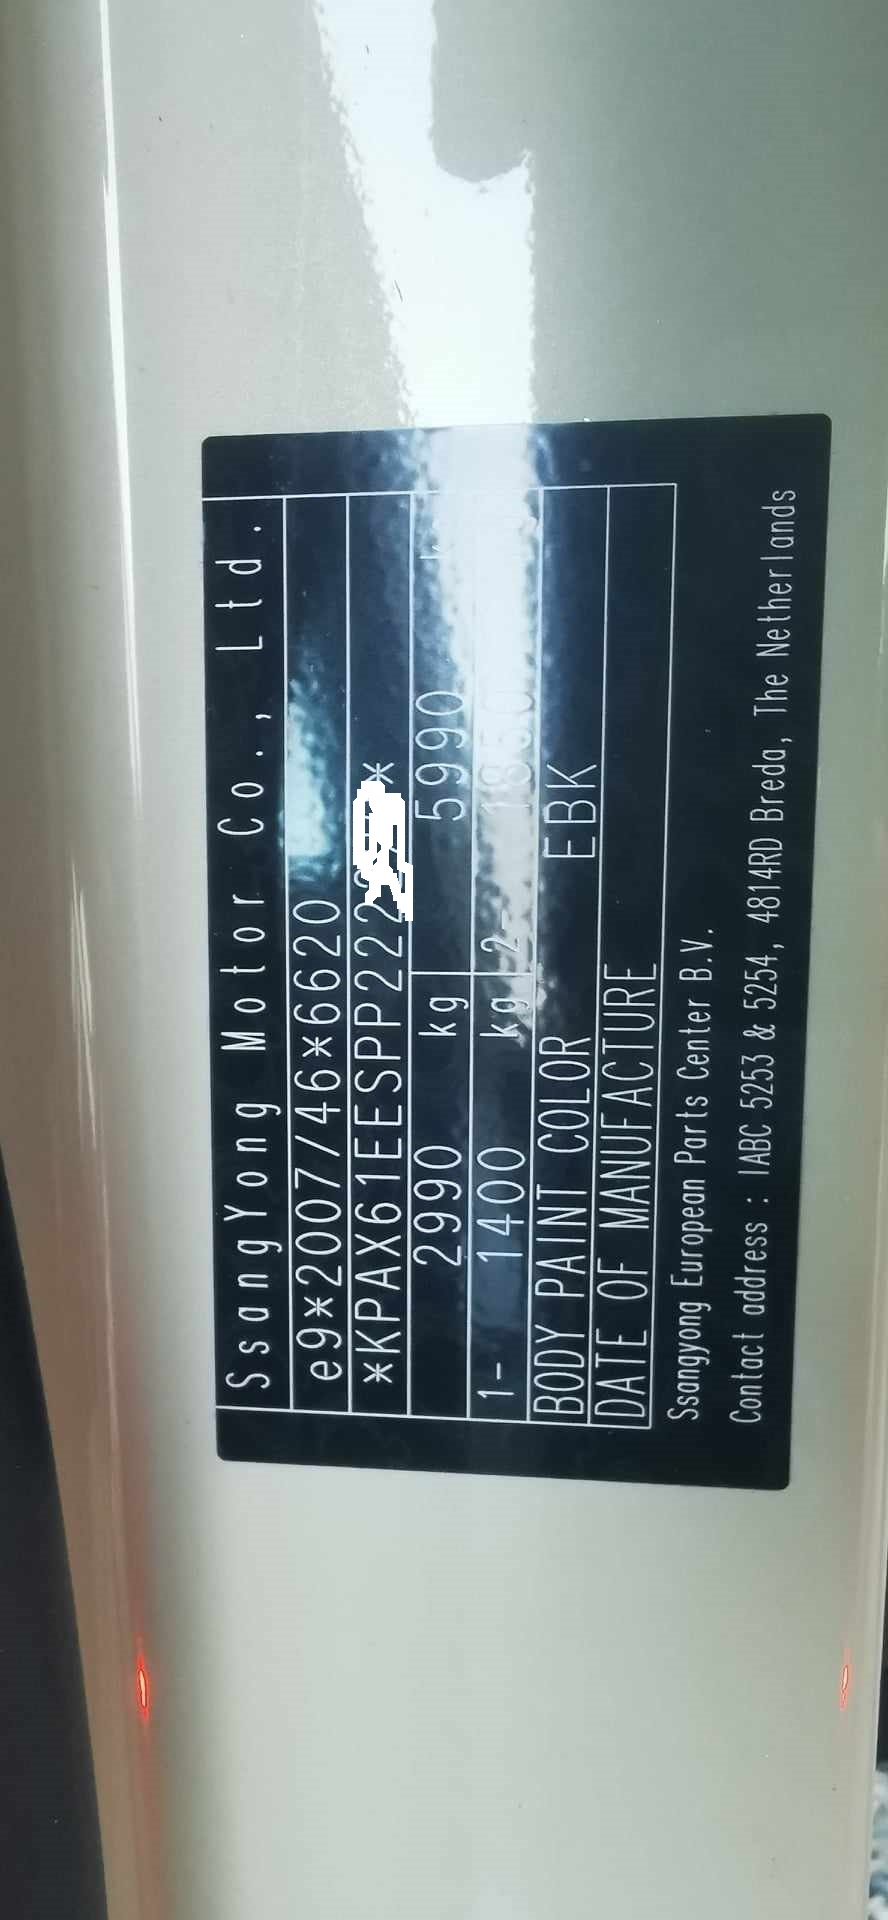 SsangYong Motor Co., Ltd.
e9*2007/46*6620
*KPAX61EESPP222
2990 kg 5990
1- 1400 kg 2- 1850
BODY PAINT COLOR EBK
DATE OF MANUFACTURE
Ssangyong European Parts Center B.V.
Contact address : IABC 5253 & 5254, 4814RD Breda, The Netherlands